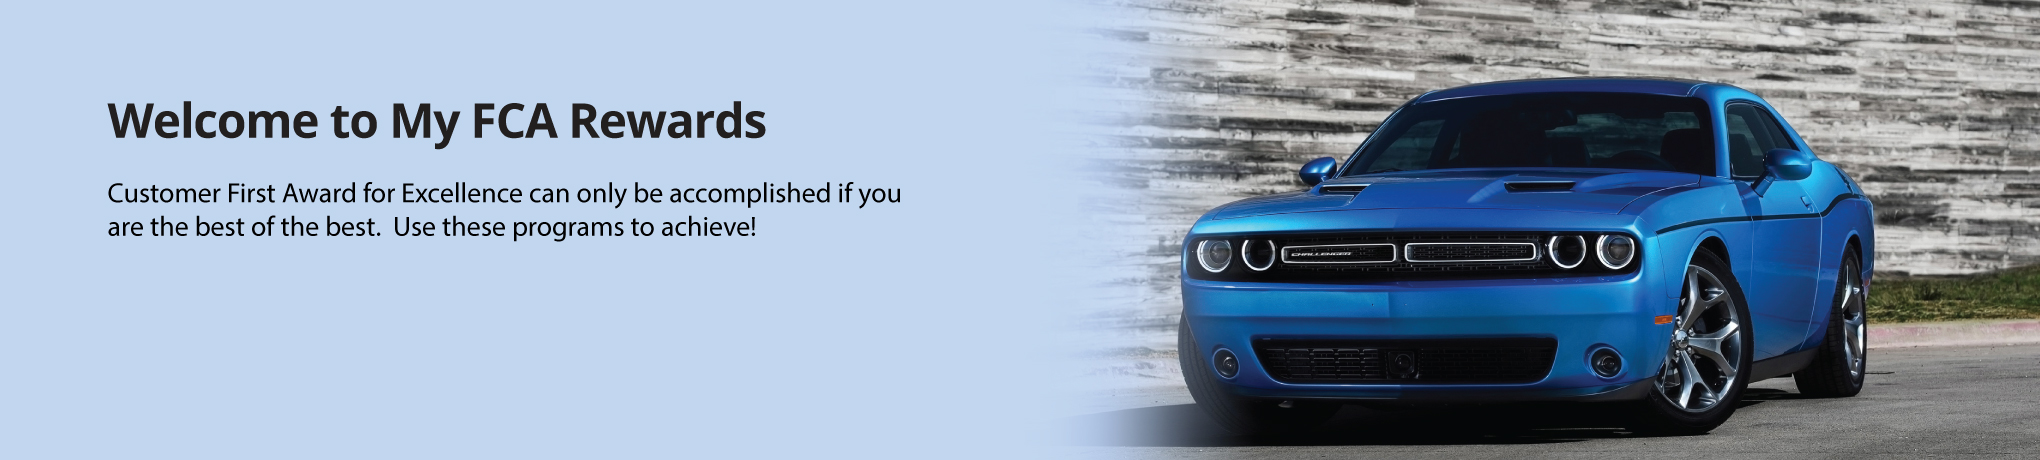 Welcome to My FCA Rewards
Customer First Award for Excellence can only be accomplished if you
are the best of the best.  Use these programs to achieve!
CHALLENGER